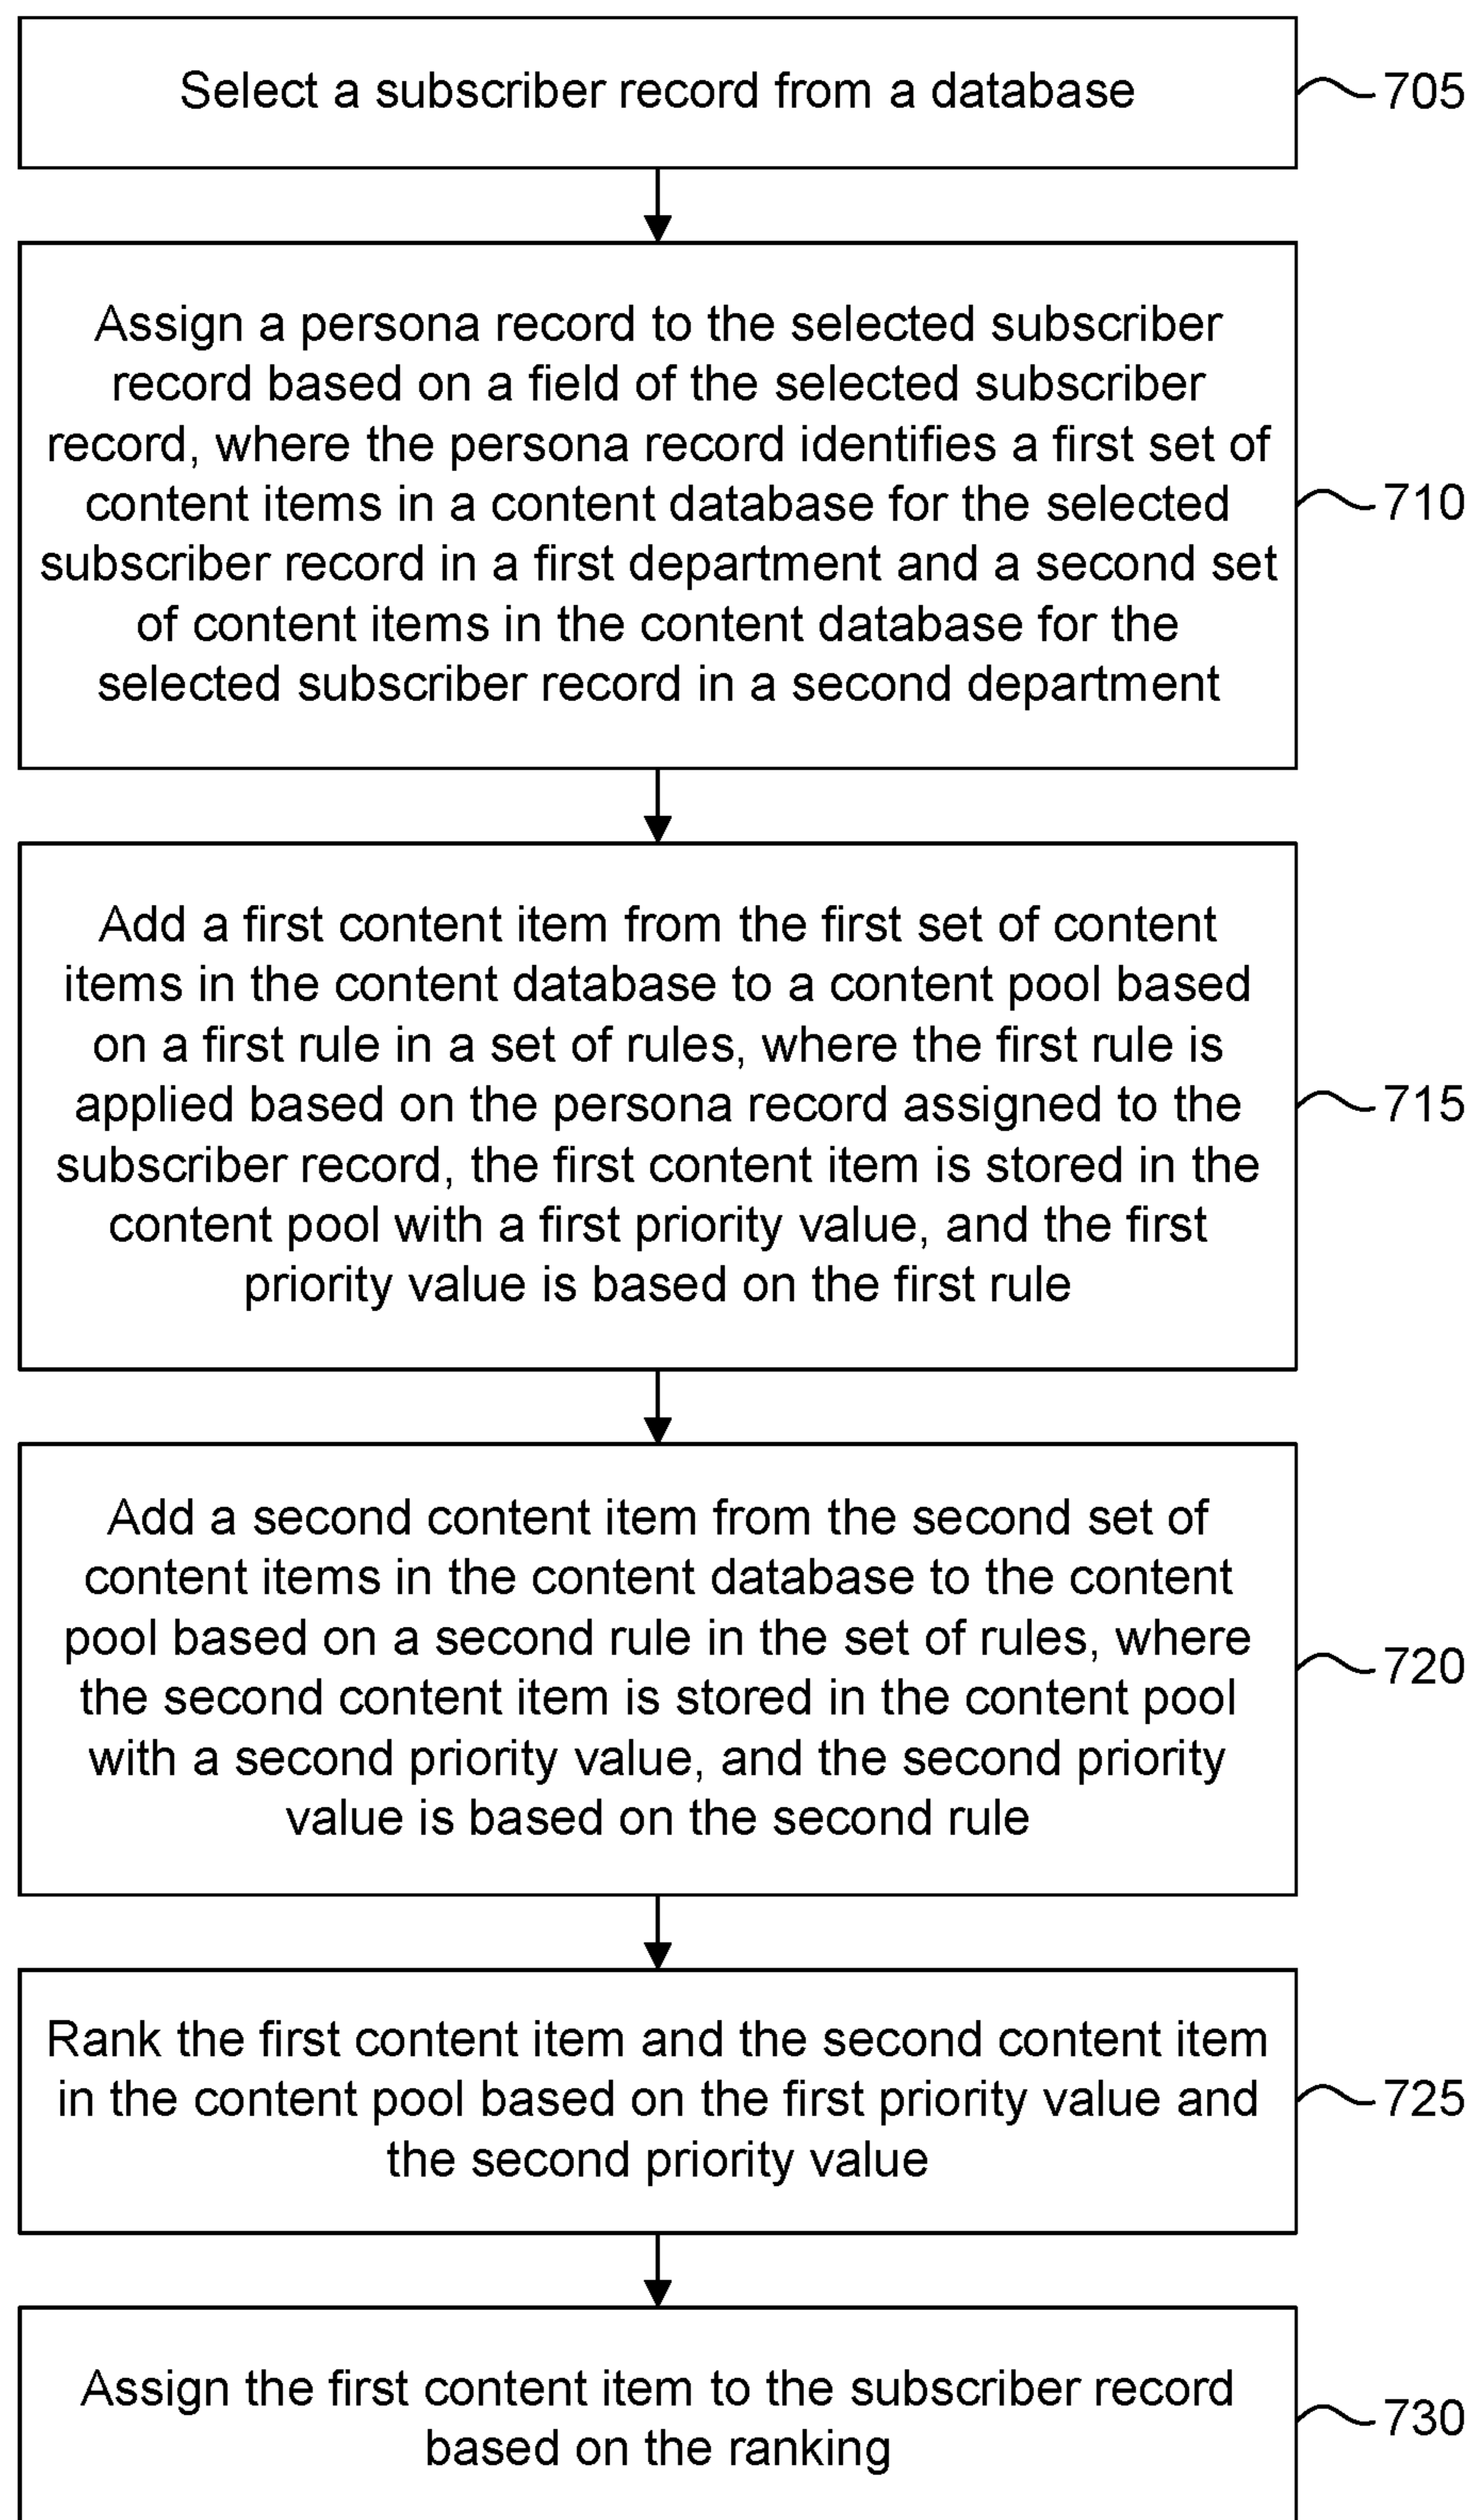 Select a subscriber record from a database
705
Assign a persona record to the selected subscriber
record based on a field of the selected subscriber
record, where the persona record identifies a first set of
content items in a content database for the selected
subscriber record in a first department and a second set
of content items in the content database for the
selected subscriber record in a second department
710
Add a first content item from the first set of content
items in the content database to a content pool based
on a first rule in a set of rules, where the first rule is
applied based on the persona record assigned to the
subscriber record, the first content item is stored in the
content pool with a first priority value, and the first
priority value is based on the first rule
715
Add a second content item from the second set of
content items in the content database to the content
pool based on a second rule in the set of rules, where
the second content item is stored in the content pool
with a second priority value, and the second priority
value is based on the second rule
720
Rank the first content item and the second content item
in the content pool based on the first priority value and
the second priority value
725
Assign the first content item to the subscriber record
based on the ranking
730